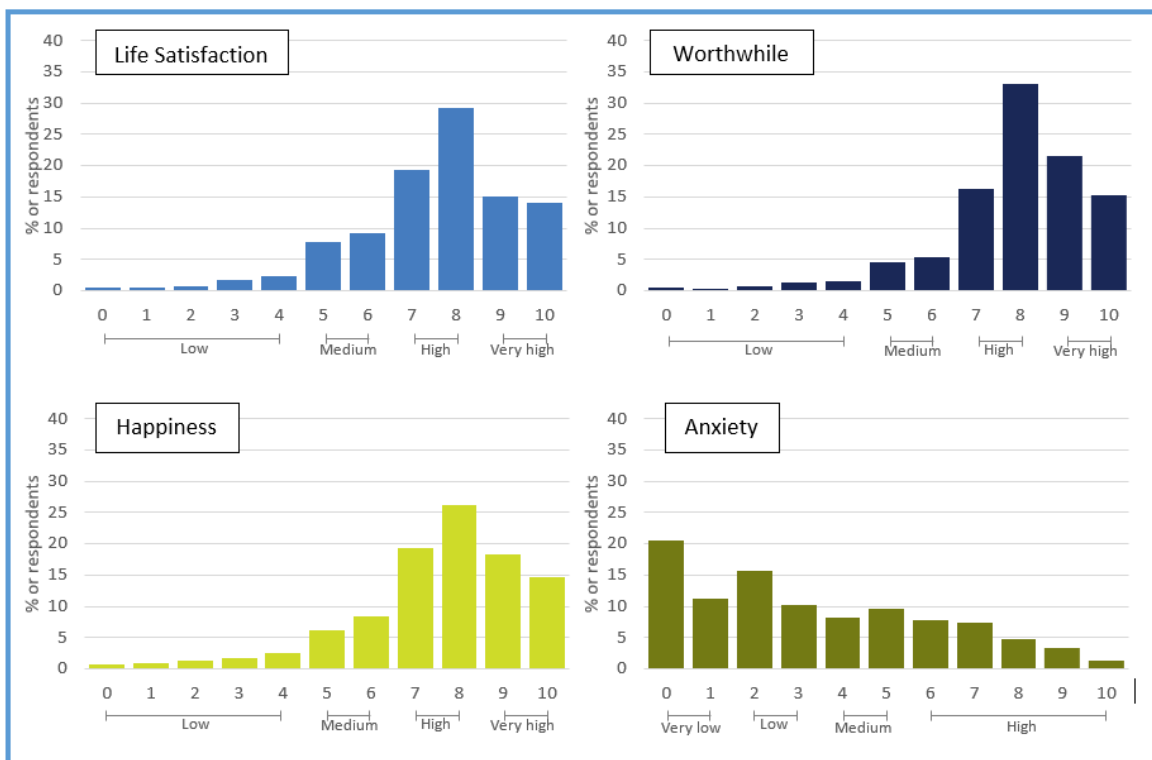 Life Satisfaction
% or respondents
40
35
30
25
20
15
10
5
0
0 1 2 3 4 5 6 7 8 9 10
Low Medium High Very high
Worthwhile
% or respondents
40
35
30
25
20
15
10
5
0
0 1 2 3 4 5 6 7 8 9 10
Low Medium High Very high
Happiness
% or respondents
40
35
30
25
20
15
10
5
0
0 1 2 3 4 5 6 7 8 9 10
Low Medium High Very high
Anxiety
% or respondents
40
35
30
25
20
15
10
5
0
0 1 2 3 4 5 6 7 8 9 10
Very low Low Medium High